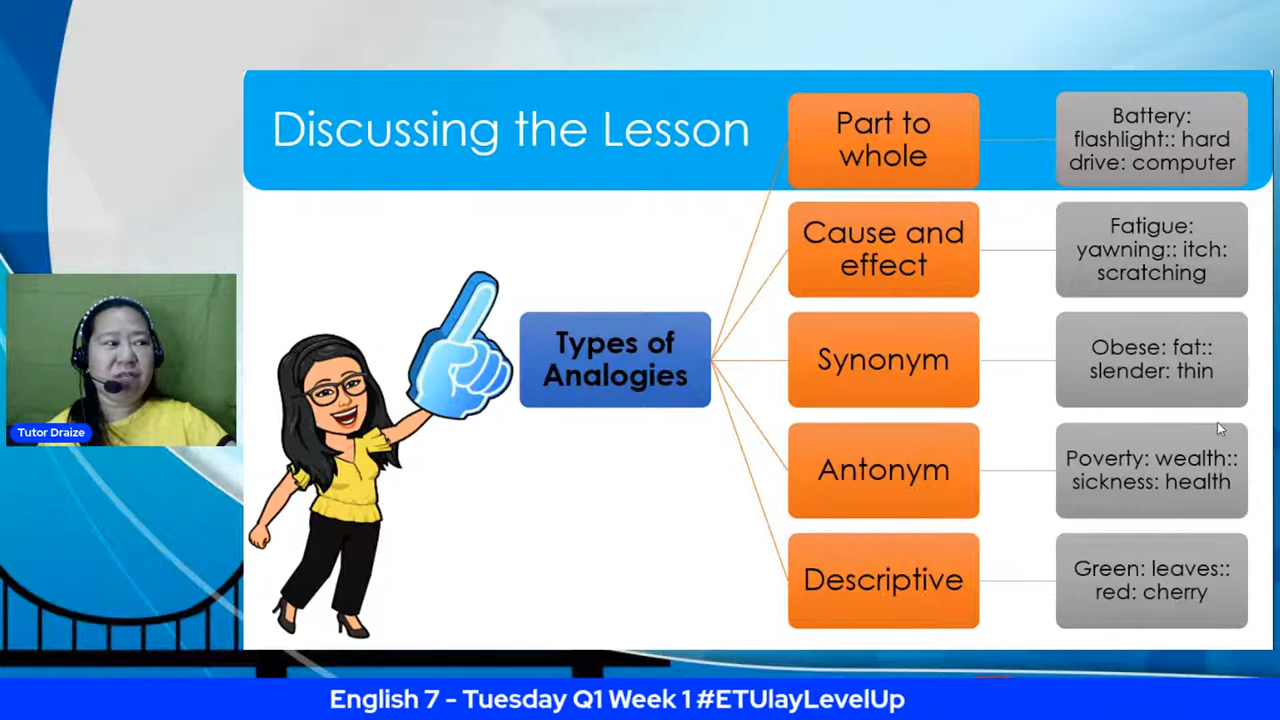 Discussing the Lesson
Part to
whole
Battery:
flashlight:: hard
drive: computer
Cause and
effect
Fatigue:
yawning:: itch:
scratching
Types of
Analogies
Synonym
Obese: fat::
slender: thin
Antonym
Poverty: wealth::
sickness: health
Descriptive
Green: leaves::
red: cherry
Tutor Draize
English 7 - Tuesday Q1 Week 1 #ETUlayLevelUp